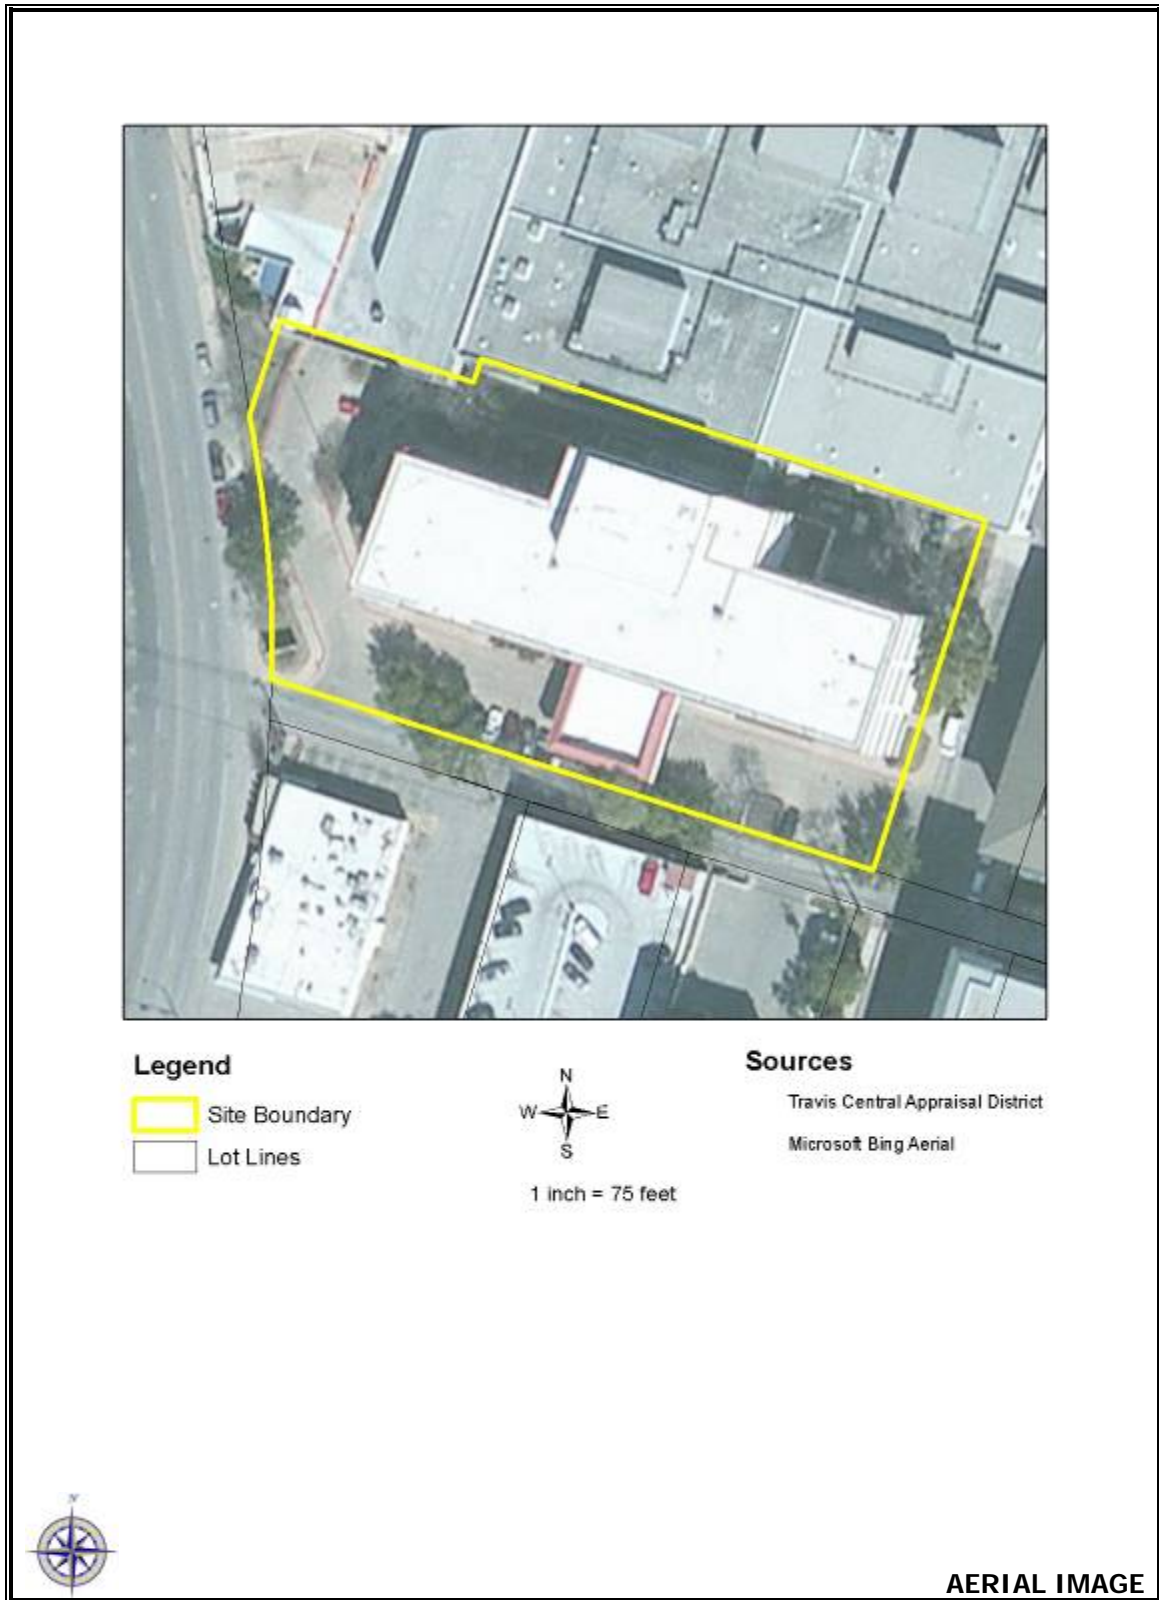 Legend
Site Boundary
Lot Lines
N
W E
S
1 inch = 75 feet
Sources
Travis Central Appraisal District
Microsoft Bing Aerial
N
AERIAL IMAGE